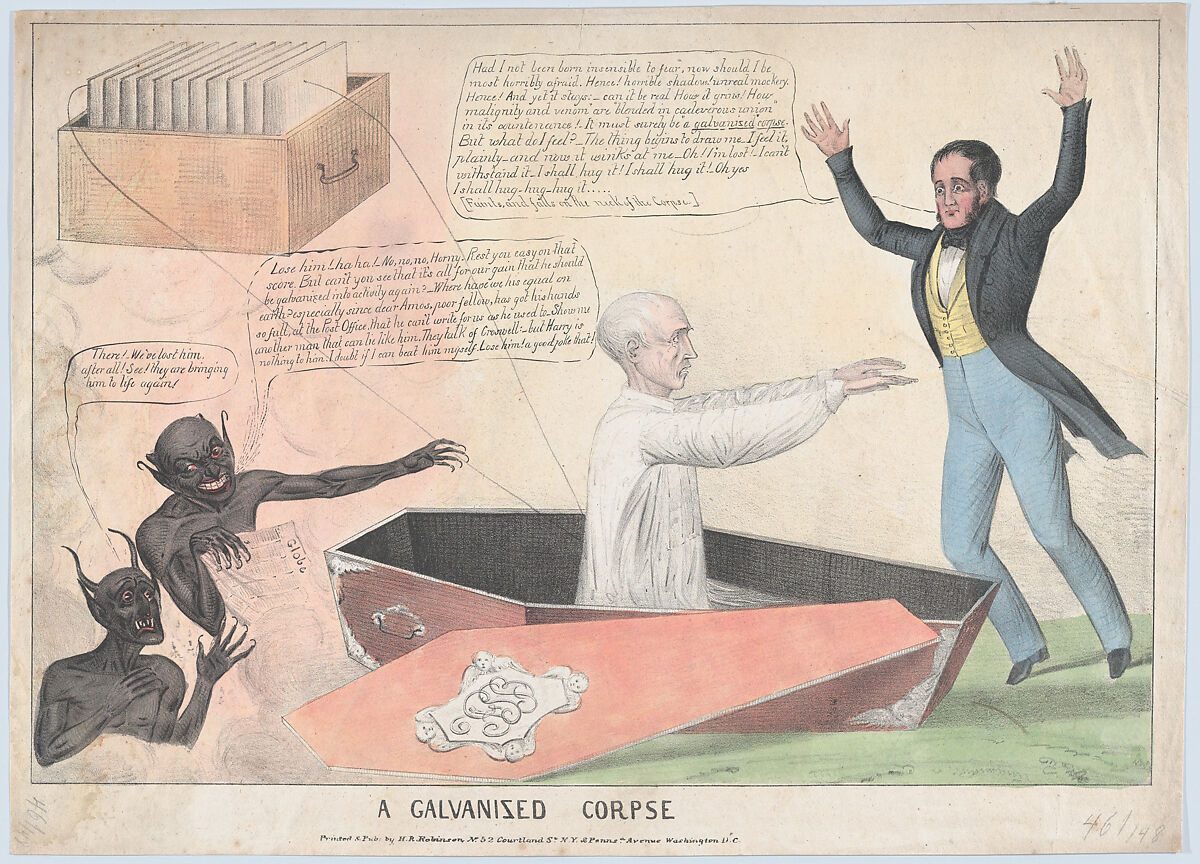 Had I not been born insensible to fear, now should I be
most horribly afraid. Hence! horrible shadow! unreal mockery.
Hence! And yet it stays:_ can it be real How it grows! How
malignity and venom "are blended in cadeverous union"
in its countenance!_ It must surely be a galvanized corpse.
But what do I feel?_ The thing begins to draw me_ I feel it,
plainly_ and now it winks at me_ Oh! I'm lost!_ I can't
withstand it_ I shall hug it! I shall hug it!_ Oh yes
I shall hug-hug-hug it.....
[Faints, and falls on the neck of the Corpse.]
Lose him! ha ha!_ No, no, no, Horny_ Rest you easy on that
score. But can't you see that it's all for our gain that he should
be galvanized into activity again?_ Where have we his equal on
earth? especially since dear Amos, poor fellow, has got his hands
so full, at the Post Office, that he can't write for us as he used to_ Show me
another man that can be like him. They talk of Croswell:_ but Harry is
nothing to him: I doubt if I can beat him myself. Lose him! a good joke that!
There!_ We've lost him.
after all! See! they are bringing
him to life again!
Globe
Globe
A GALVANIZED CORPSE
Printed & Pub. by H. R. Robinson, No. 52 Courtland St. N.Y. & Penna. Avenue Washington D.C.
461/48